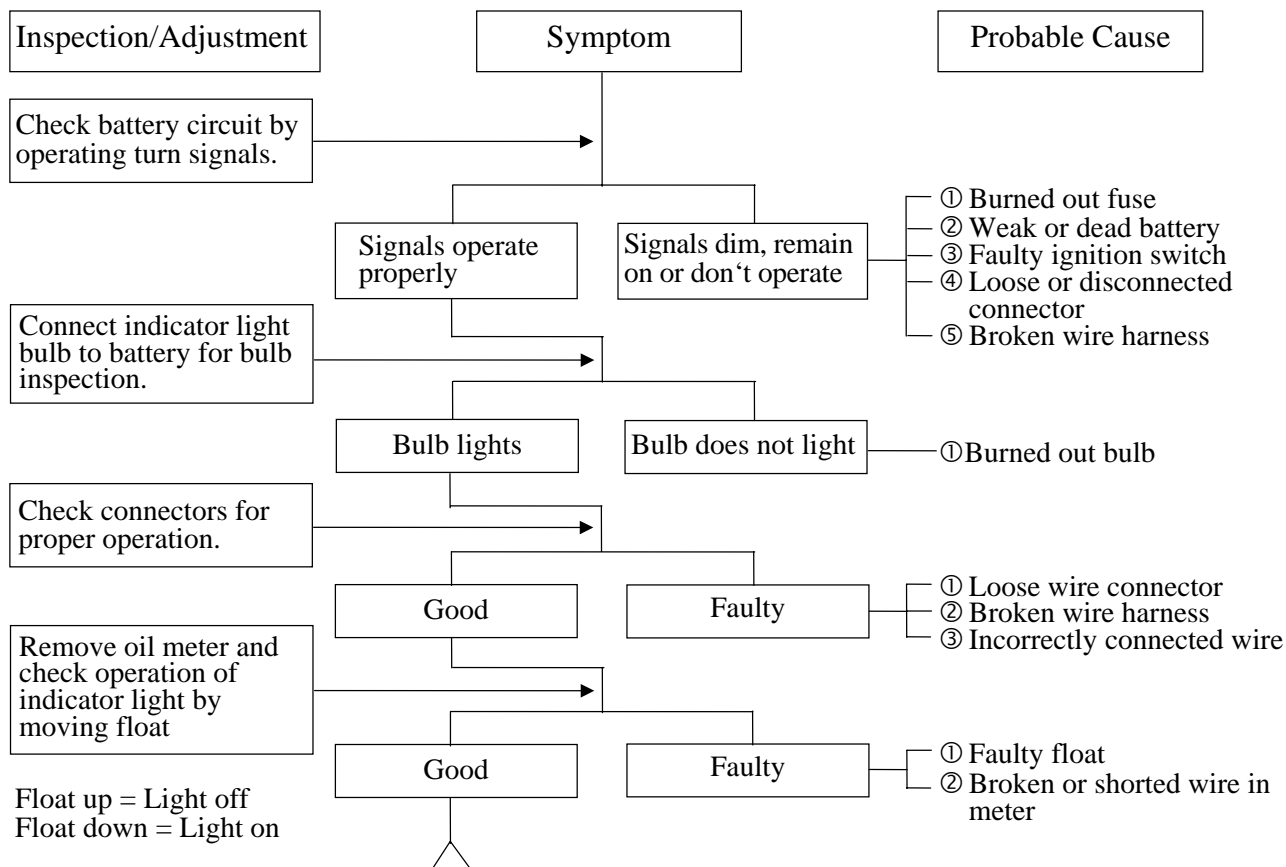 Inspection/Adjustment
Symptom
Probable Cause
Check battery circuit by
operating turn signals.
Signals operate
properly
Signals dim, remain
on or don‘t operate
① Burned out fuse
② Weak or dead battery
③ Faulty ignition switch
④ Loose or disconnected
connector
⑤ Broken wire harness
Connect indicator light
bulb to battery for bulb
inspection.
Bulb lights
Bulb does not light
①Burned out bulb
Check connectors for
proper operation.
Good
Faulty
① Loose wire connector
② Broken wire harness
③ Incorrectly connected wire
Remove oil meter and
check operation of
indicator light by
moving float
Good
Faulty
① Faulty float
② Broken or shorted wire in
meter
Float up = Light off
Float down = Light on